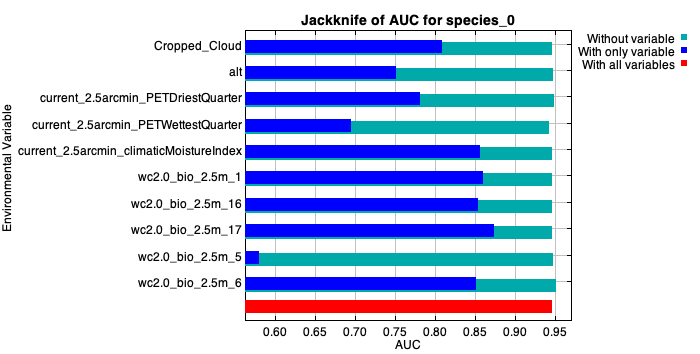 Jackknife of AUC for species_0
Without variable
With only variable
With all variables
Environmental Variable
Cropped_Cloud
alt
current_2.5arcmin_PETDriestQuarter
current_2.5arcmin_PETWettestQuarter
current_2.5arcmin_climaticMoistureIndex
wc2.0_bio_2.5m_1
wc2.0_bio_2.5m_16
wc2.0_bio_2.5m_17
wc2.0_bio_2.5m_5
wc2.0_bio_2.5m_6
0.60 0.65 0.70 0.75 0.80 0.85 0.90 0.95
AUC